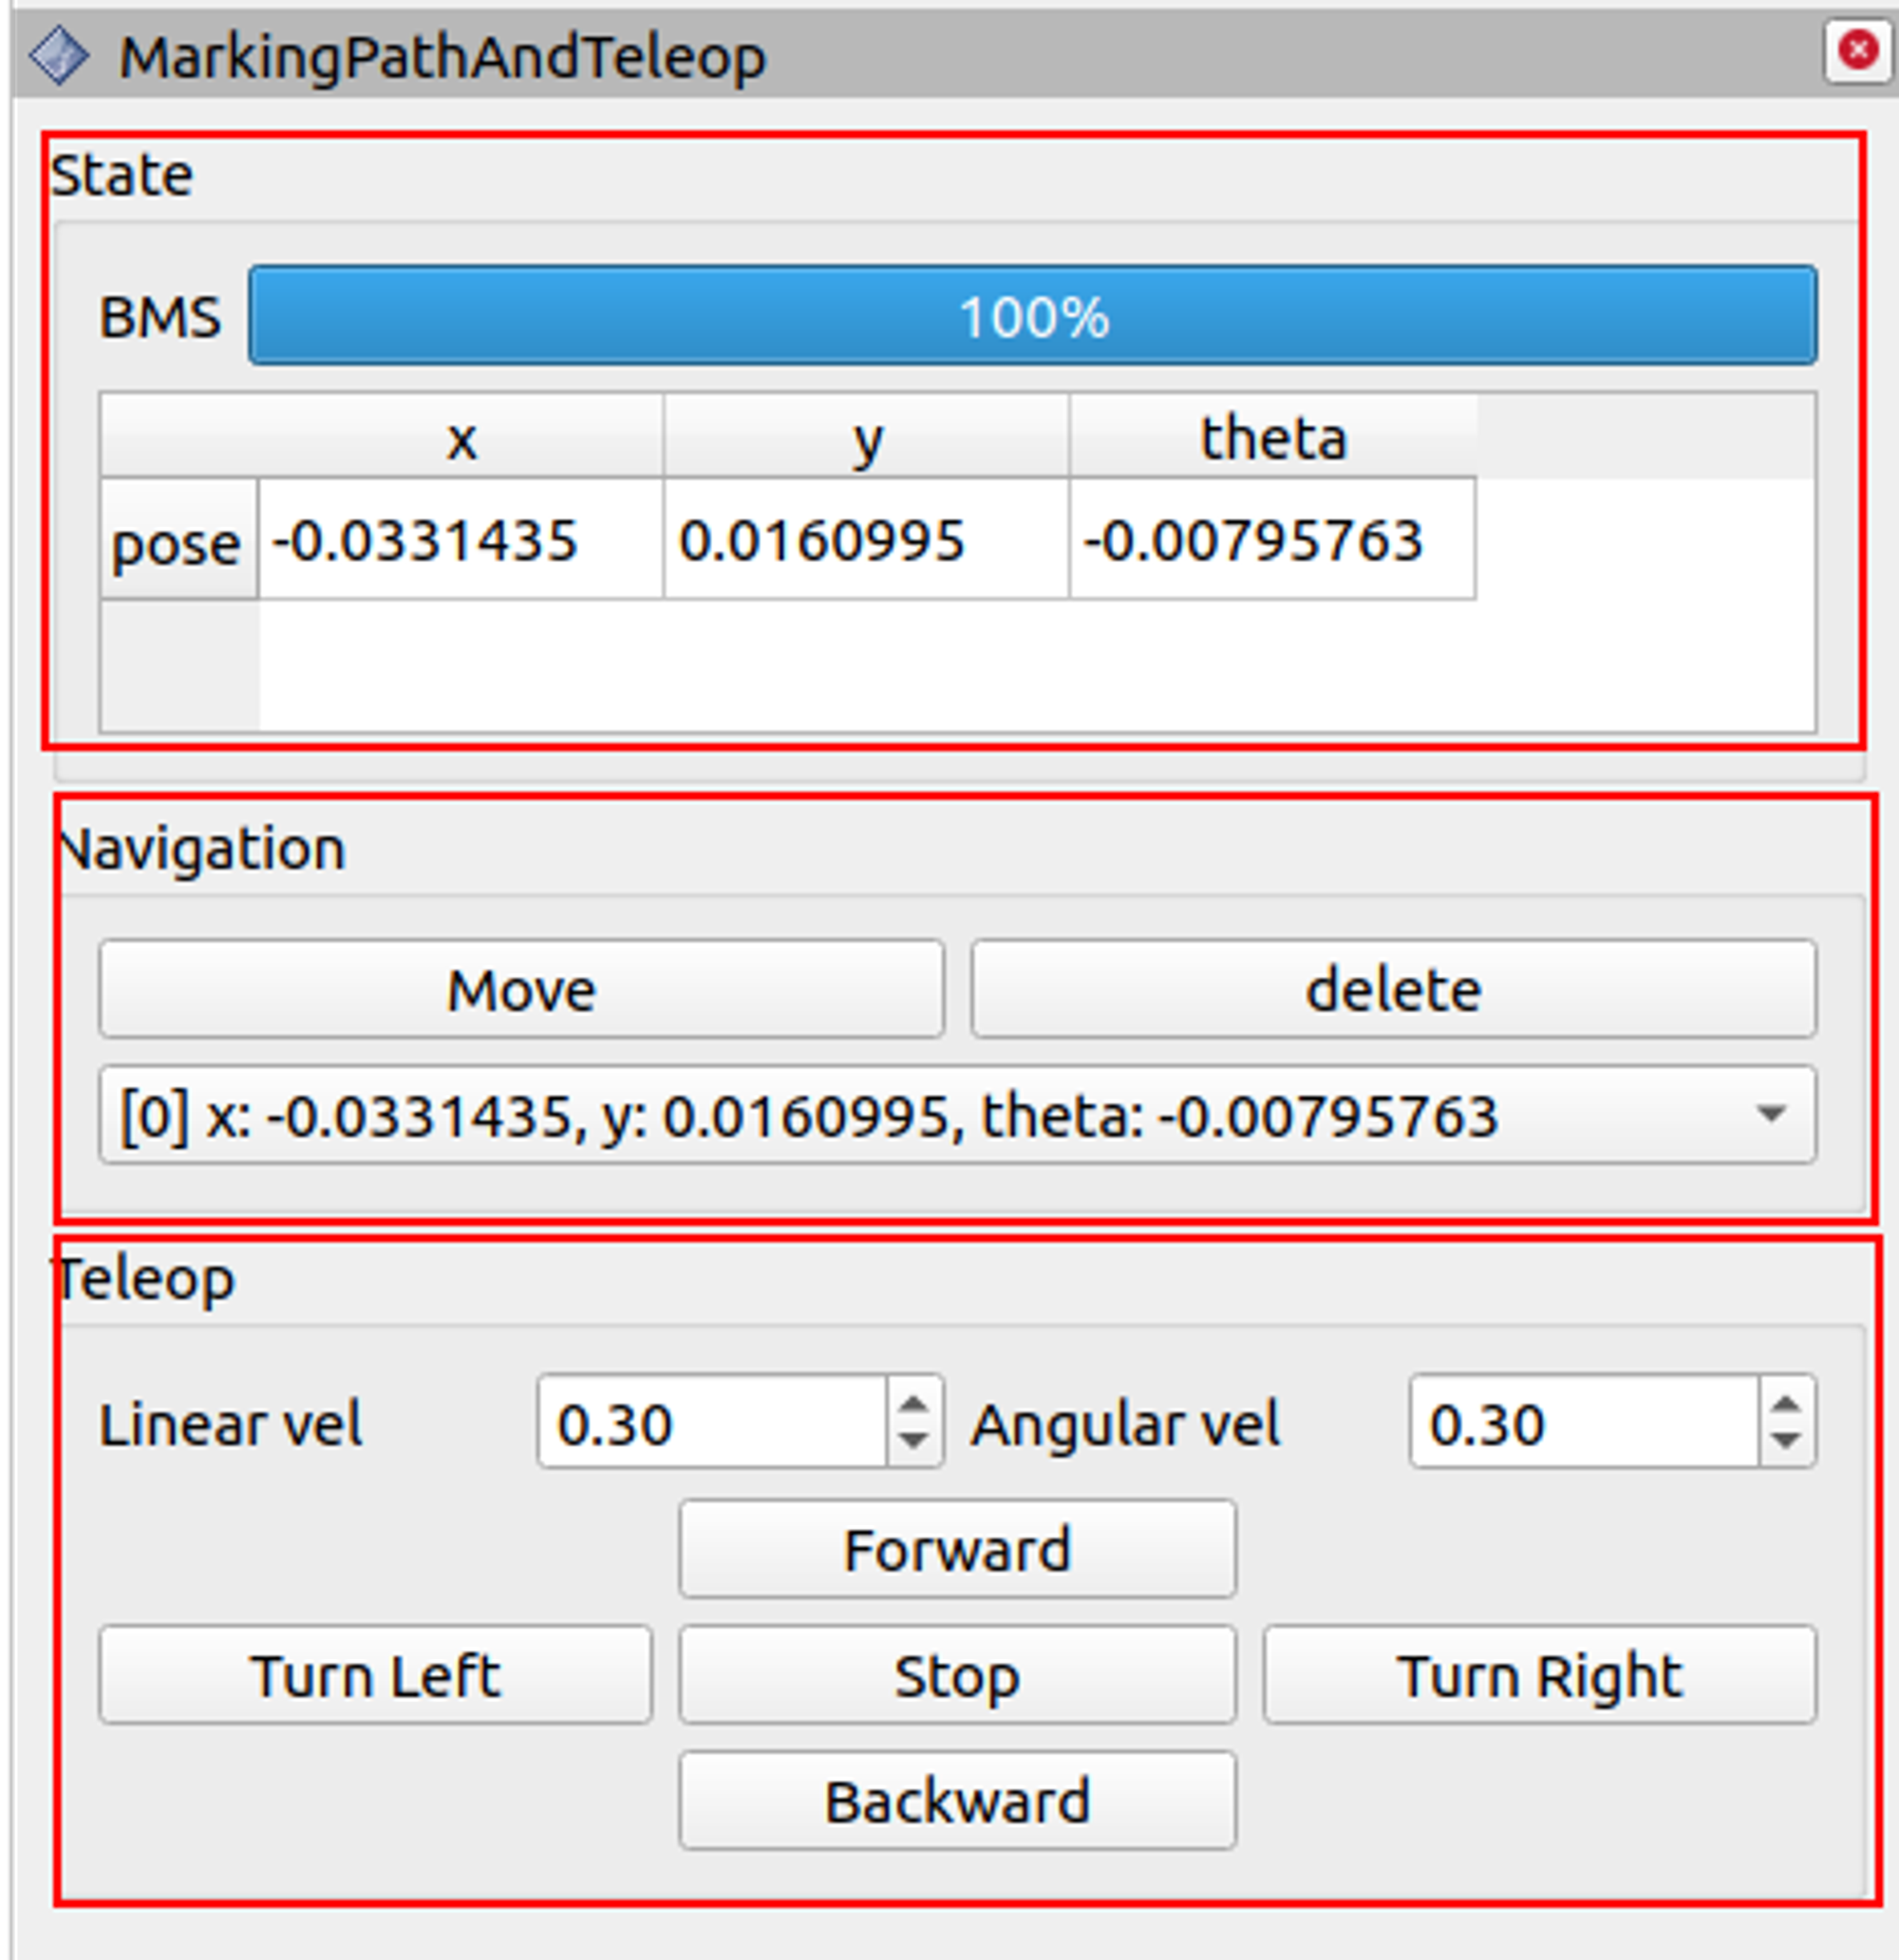 MarkingPathAndTeleop
State
BMS 100%
x y theta
pose -0.0331435 0.0160995 -0.00795763
Navigation
Move delete
[0] x: -0.0331435, y: 0.0160995, theta: -0.00795763
Teleop
Linear vel 0.30 Angular vel 0.30
Forward
Turn Left Stop Turn Right
Backward